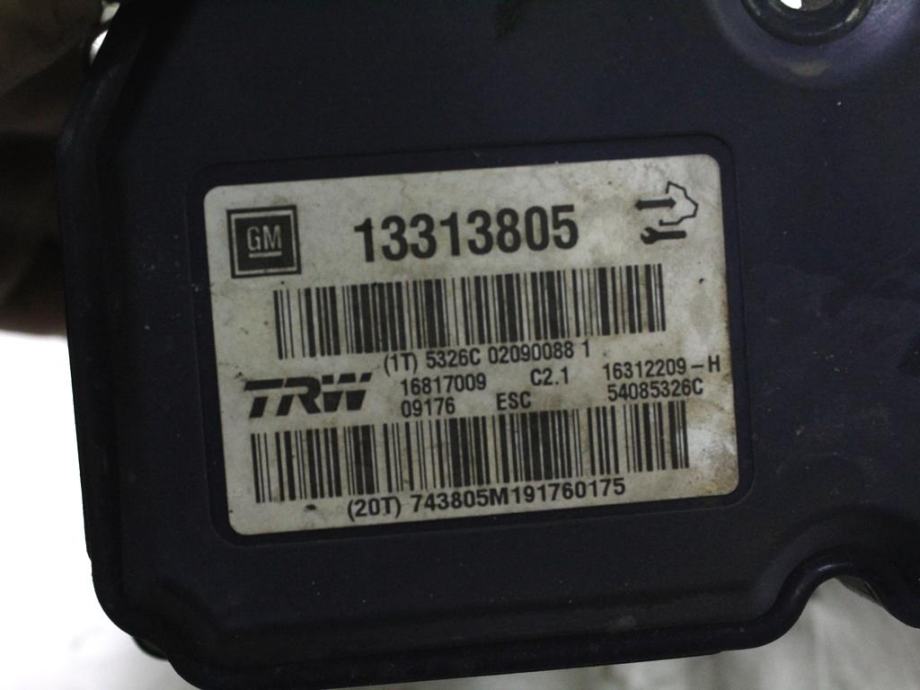 GM 13313805
(1T) 5326C 02090088 1
TRW 16817009 C2.1 16312209-H
09176 ESC 54085326C
(20T) 743805M191760175